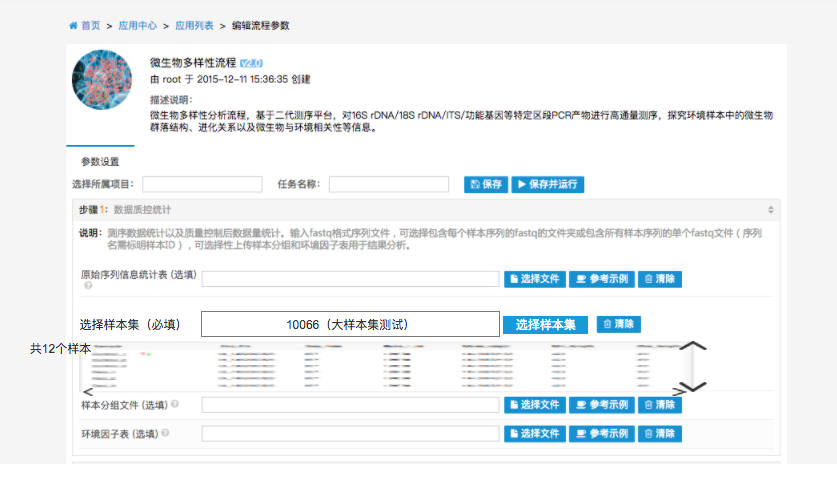 首页 > 应用中心 > 应用列表 > 编辑流程参数
微生物多样性流程 v2.0
由 root 于 2015-12-11 15:36:35 创建
描述说明：
微生物多样性分析流程，基于二代测序平台，对16S rDNA/18S rDNA/ITS/功能基因等特定区段PCR产物进行高通量测序，探究环境样本中的微生物
群落结构、进化关系以及微生物与环境相关性等信息。
参数设置
选择所属项目： 任务名称： 保存 保存并运行
步骤1：数据质控统计
说明：测序数据统计以及质量控制后数据量统计。输入fastq格式序列文件，可选择包含每个样本序列的fastq的文件夹或包含所有样本序列的单个fastq文件（序列
名需标明样本ID），可选择性上传样本分组和环境因子表用于结果分析。
原始序列信息统计表 (选填) 选择文件 参考示例 清除
选择样本集（必填） 10066（大样本集测试） 选择样本集 清除
共12个样本
样本分组文件 (选填) 选择文件 参考示例 清除
环境因子表 (选填) 选择文件 参考示例 清除